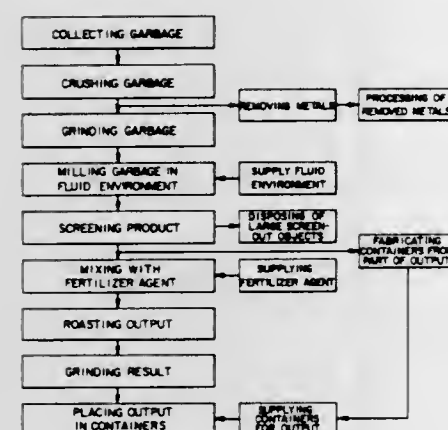 COLLECTING GARBAGE
CRUSHING GARBAGE
REMOVING METALS
PROCESSING OF
REMOVED METALS
GRINDING GARBAGE
MILLING GARBAGE IN
FLUID ENVIRONMENT
SUPPLY FLUID
ENVIRONMENT
SCREENING PRODUCT
DISPOSING OF
LARGE SCREEN-
OUT OBJECTS
FABRICATING
CONTAINERS FROM
PART OF OUTPUT
MIXING WITH
FERTILIZER AGENT
SUPPLYING
FERTILIZER AGENT
ROASTING OUTPUT
GRINDING RESULT
PLACING OUTPUT
IN CONTAINERS
SUPPLYING
CONTAINERS
FOR OUTPUT